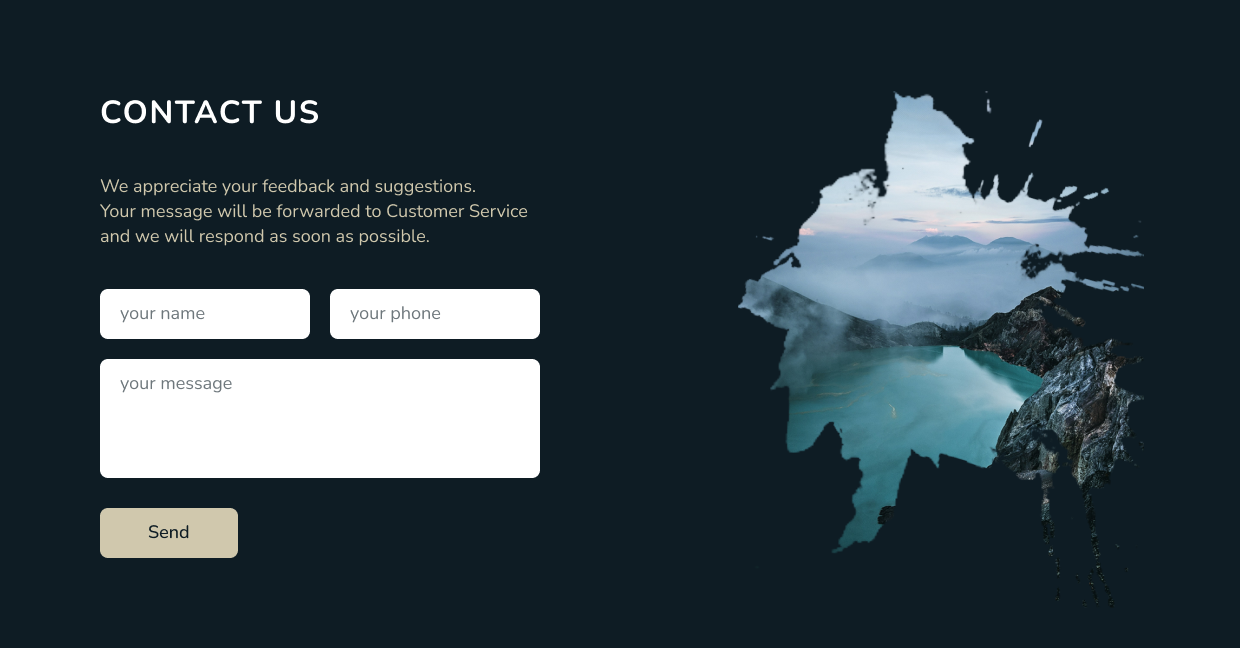 CONTACT US
We appreciate your feedback and suggestions.
Your message will be forwarded to Customer Service
and we will respond as soon as possible.
your name
your phone
your message
Send